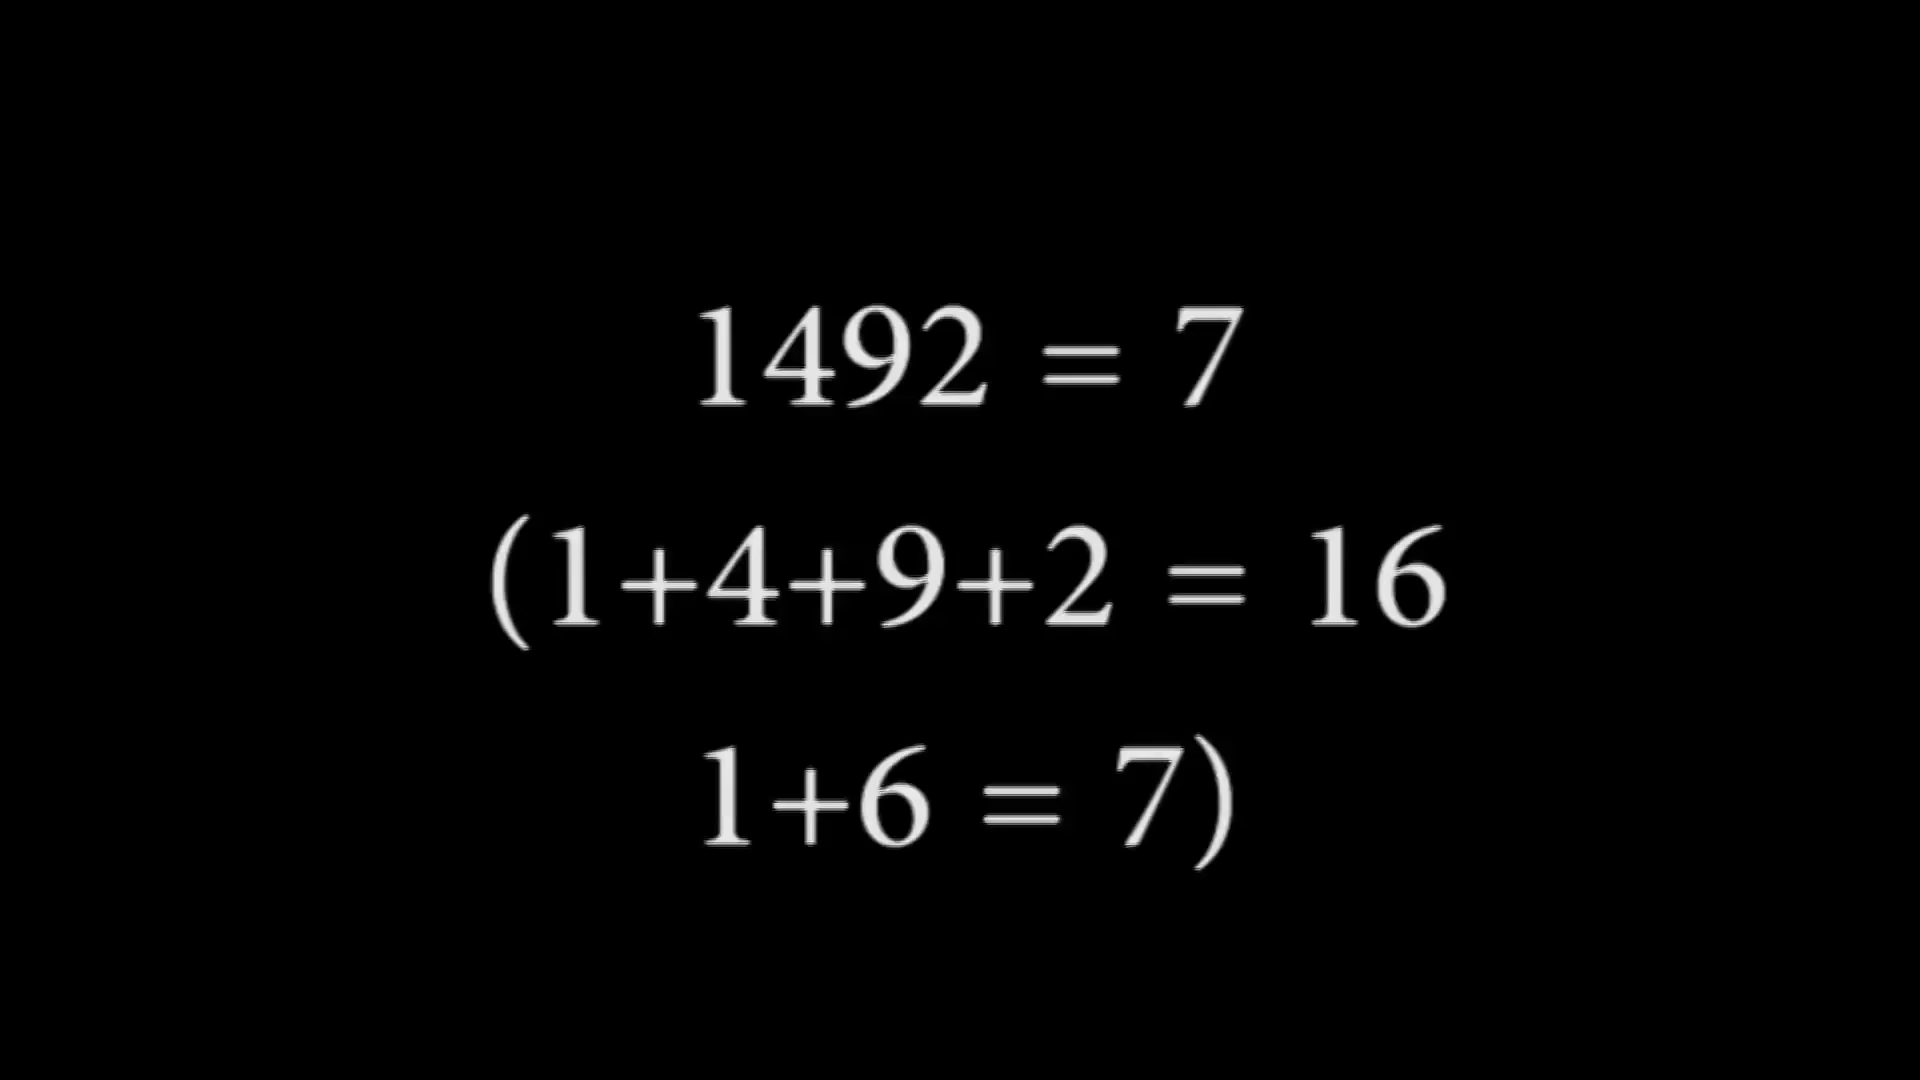 1492 = 7
(1+4+9+2 = 16
1+6 = 7)